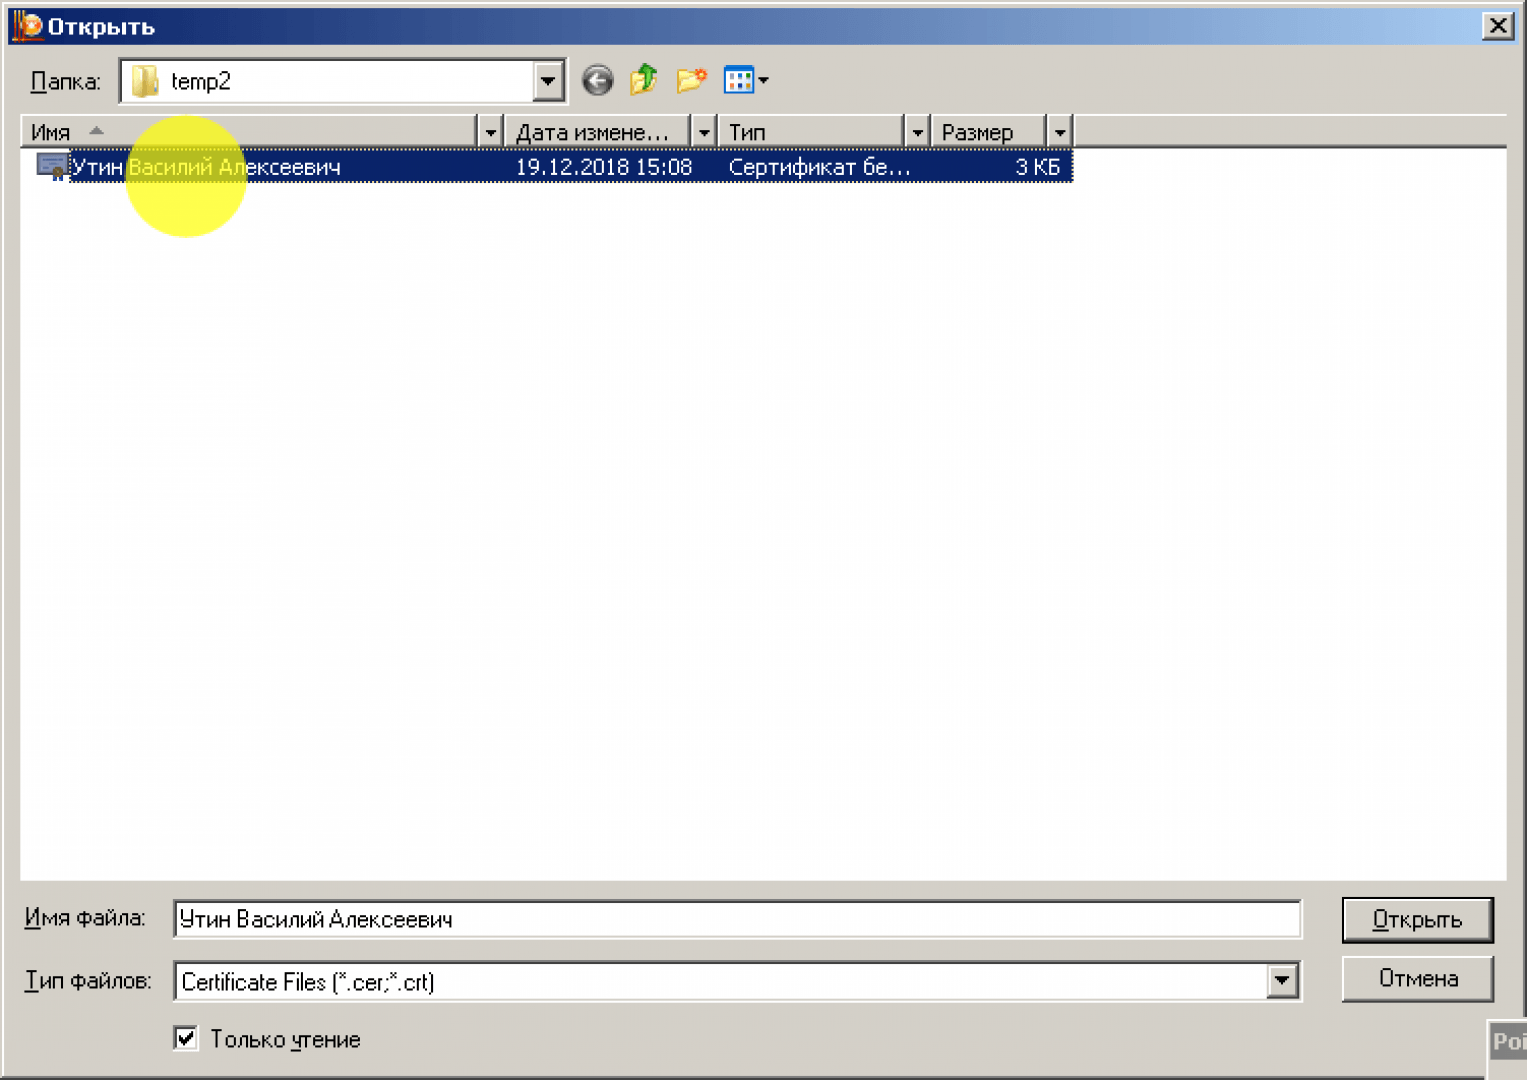 Открыть
Папка: temp2
Имя Дата измене... Тип Размер
Утин Василий Алексеевич 19.12.2018 15:08 Сертификат бе... 3 КБ
Имя файла: Утин Василий Алексеевич Открыть
Тип файлов: Certificate Files (*.cer;*.crt) Отмена
Только чтение
Poi